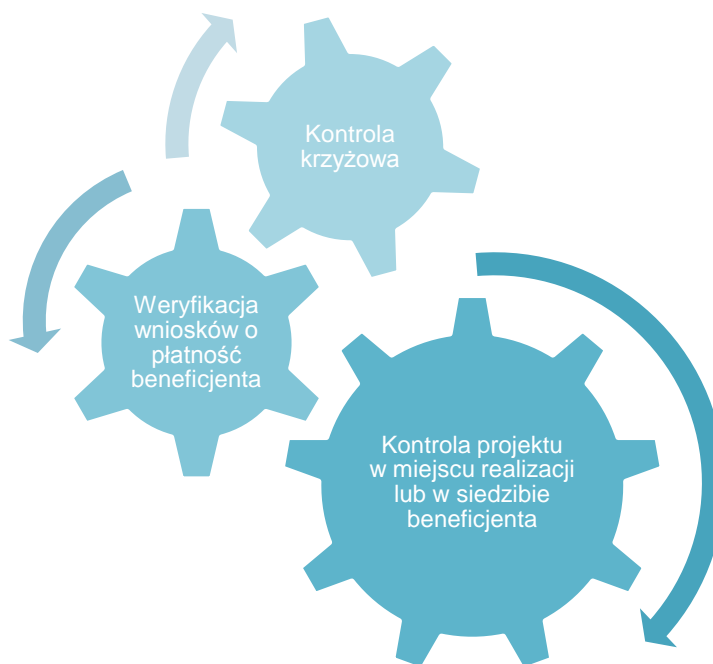 Kontrola
krzyżowa
Weryfikacja
wniosków o
płatność
beneficjenta
Kontrola projektu
w miejscu realizacji
lub w siedzibie
beneficjenta